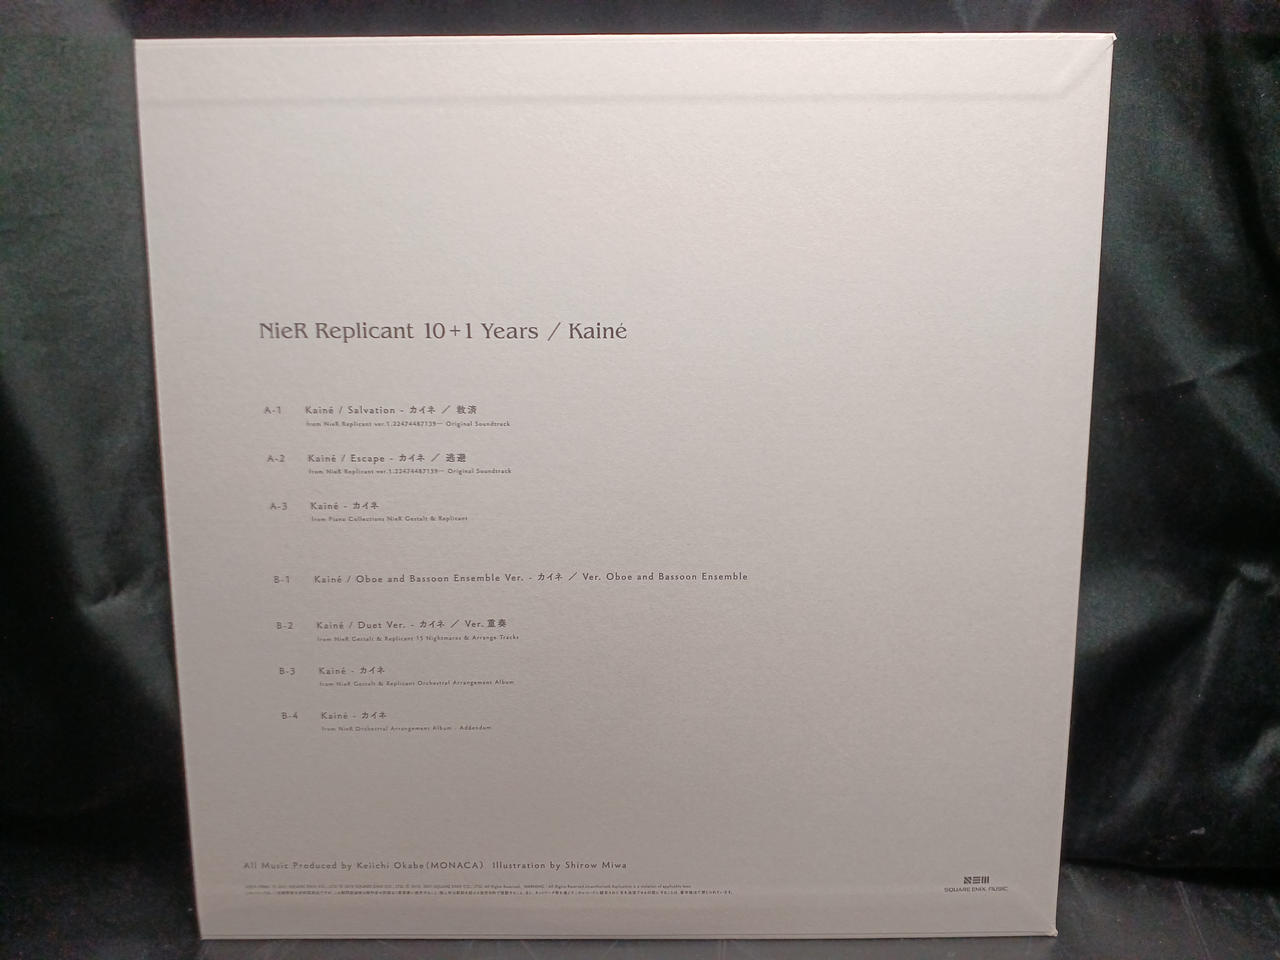 NieR Replicant 10+1 Years / Kainé
A-1 Kainé / Salvation - カイネ ／ 救済
from NieR Replicant ver.1.22474487139… Original Soundtrack
A-2 Kainé / Escape - カイネ ／ 逃避
from NieR Replicant ver.1.22474487139… Original Soundtrack
A-3 Kainé - カイネ
from Piano Collections NieR Gestalt & Replicant
B-1 Kainé / Oboe and Bassoon Ensemble Ver. - カイネ ／ Ver. Oboe and Bassoon Ensemble
B-2 Kainé / Duet Ver. - カイネ ／ Ver. 重奏
from NieR Gestalt & Replicant 15 Nightmares & Arrange Tracks
B-3 Kainé - カイネ
from NieR Gestalt & Replicant Orchestral Arrangement Album
B-4 Kainé - カイネ
from NieR Orchestral Arrangement Album - Addendum
All Music Produced by Keiichi Okabe (MONACA) Illustration by Shirow Miwa
SQUARE ENIX MUSIC